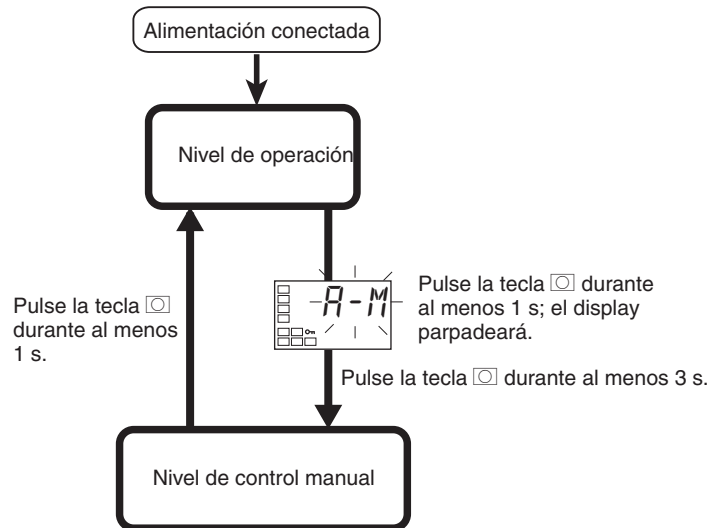 Alimentación conectada
Nivel de operación
A-M
Pulse la tecla durante
al menos 1 s; el display
parpadeará.
Pulse la tecla
durante al menos
1 s.
Pulse la tecla durante al menos 3 s.
Nivel de control manual